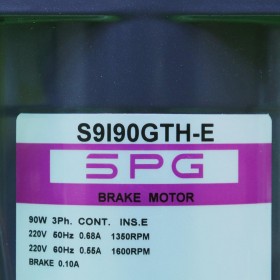 S9I90GTH-E
SPG
BRAKE MOTOR
90W 3Ph. CONT. INS.E
220V 50Hz 0.68A 1350RPM
220V 60Hz 0.55A 1600RPM
BRAKE 0.10A